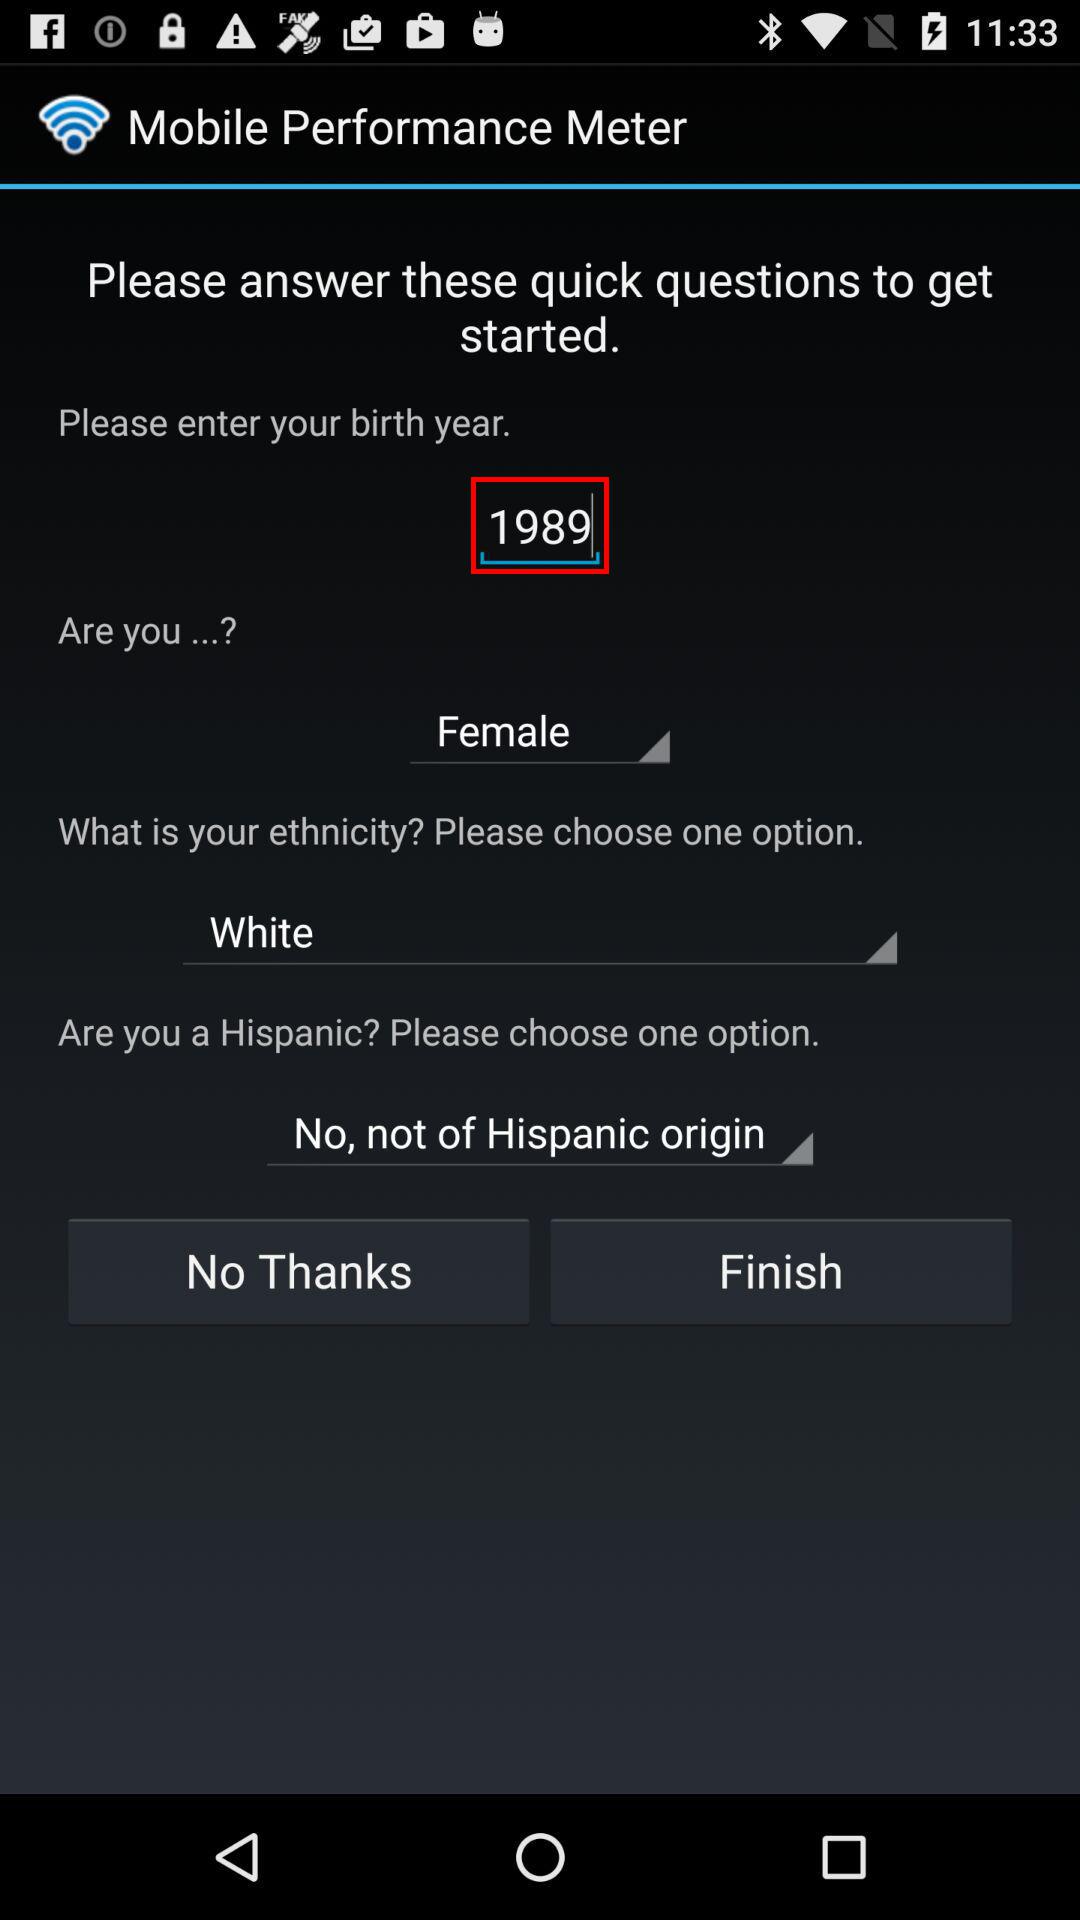 FAKE
11:33
Mobile Performance Meter
Please answer these quick questions to get
started.
Please enter your birth year.
1989
Are you ...?
Female
What is your ethnicity? Please choose one option.
White
Are you a Hispanic? Please choose one option.
No, not of Hispanic origin
No Thanks
Finish